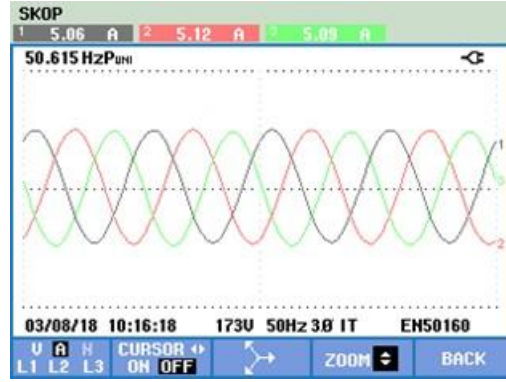 SKOP
1 5.06 A 2 5.12 A 3 5.09 A
50.615 HzPUNI
1
3
2
03/08/18 10:16:18 173V 50Hz 3.Ø IT EN50160
V A H CURSOR ZOOM BACK
L1 L2 L3 ON OFF